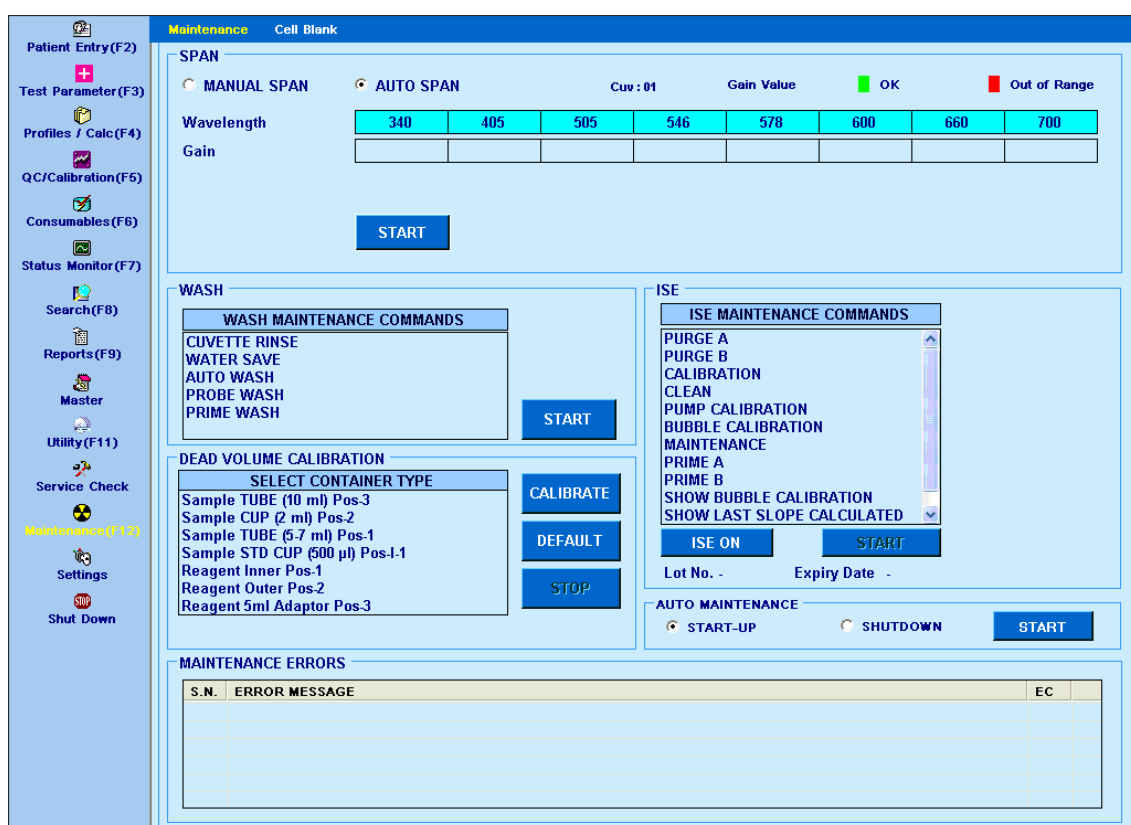 Patient Entry(F2)
Test Parameter(F3)
Profiles / Calc(F4)
QC/Calibration(F5)
Consumables(F6)
Status Monitor(F7)
Search(F8)
Reports(F9)
Master
Utility(F11)
Service Check
Maintenance(F12)
Settings
STOP
Shut Down
Maintenance Cell Blank
SPAN
MANUAL SPAN AUTO SPAN Cuv : 01 Gain Value OK Out of Range
Wavelength 340 405 505 546 578 600 660 700
Gain
START
WASH
WASH MAINTENANCE COMMANDS
CUVETTE RINSE
WATER SAVE
AUTO WASH
PROBE WASH
PRIME WASH
START
DEAD VOLUME CALIBRATION
SELECT CONTAINER TYPE
Sample TUBE (10 ml) Pos-3
Sample CUP (2 ml) Pos-2
Sample TUBE (5-7 ml) Pos-1
Sample STD CUP (500 µl) Pos-I-1
Reagent Inner Pos-1
Reagent Outer Pos-2
Reagent 5ml Adaptor Pos-3
CALIBRATE
DEFAULT
STOP
ISE
ISE MAINTENANCE COMMANDS
PURGE A
PURGE B
CALIBRATION
CLEAN
PUMP CALIBRATION
BUBBLE CALIBRATION
MAINTENANCE
PRIME A
PRIME B
SHOW BUBBLE CALIBRATION
SHOW LAST SLOPE CALCULATED
ISE ON START
Lot No. - Expiry Date -
AUTO MAINTENANCE
START-UP SHUTDOWN START
MAINTENANCE ERRORS
S.N. ERROR MESSAGE EC